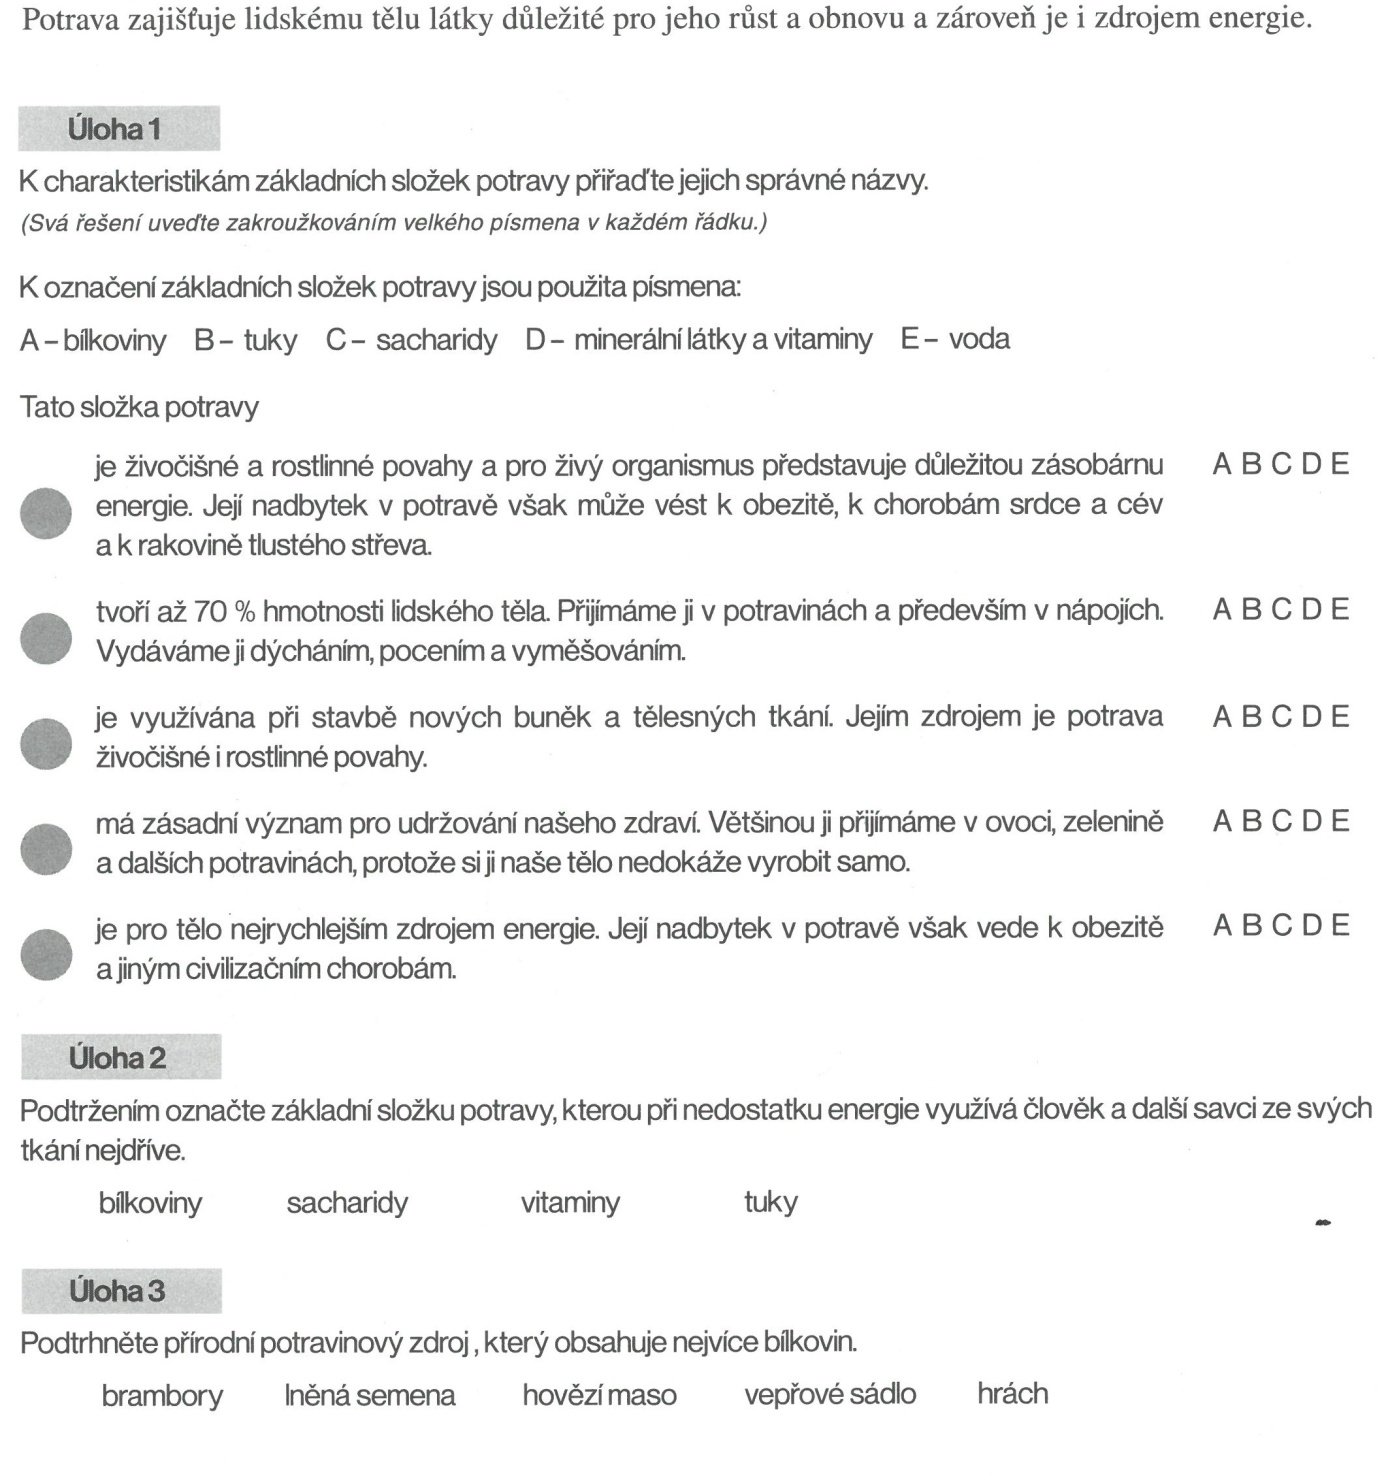 Potrava zajišťuje lidskému tělu látky důležité pro jeho růst a obnovu a zároveň je i zdrojem energie.
Úloha 1
K charakteristikám základních složek potravy přiřaďte jejich správné názvy.
(Svá řešení uveďte zakroužkováním velkého písmena v každém řádku.)
K označení základních složek potravy jsou použita písmena:
A – bílkoviny B – tuky C – sacharidy D – minerální látky a vitaminy E – voda
Tato složka potravy
je živočišné a rostlinné povahy a pro živý organismus představuje důležitou zásobárnu A B C D E
energie. Její nadbytek v potravě však může vést k obezitě, k chorobám srdce a cév
a k rakovině tlustého střeva.
tvoří až 70 % hmotnosti lidského těla. Přijímáme ji v potravinách a především v nápojích. A B C D E
Vydáváme ji dýcháním, pocením a vyměšováním.
je využívána při stavbě nových buněk a tělesných tkání. Jejím zdrojem je potrava A B C D E
živočišné i rostlinné povahy.
má zásadní význam pro udržování našeho zdraví. Většinou ji přijímáme v ovoci, zelenině A B C D E
a dalších potravinách, protože si ji naše tělo nedokáže vyrobit samo.
je pro tělo nejrychlejším zdrojem energie. Její nadbytek v potravě však vede k obezitě A B C D E
a jiným civilizačním chorobám.
Úloha 2
Podtržením označte základní složku potravy, kterou při nedostatku energie využívá člověk a další savci ze svých
tkání nejdříve.
bílkoviny sacharidy vitaminy tuky
Úloha 3
Podtrhněte přírodní potravinový zdroj , který obsahuje nejvíce bílkovin.
brambory lněná semena hovězí maso vepřové sádlo hrách